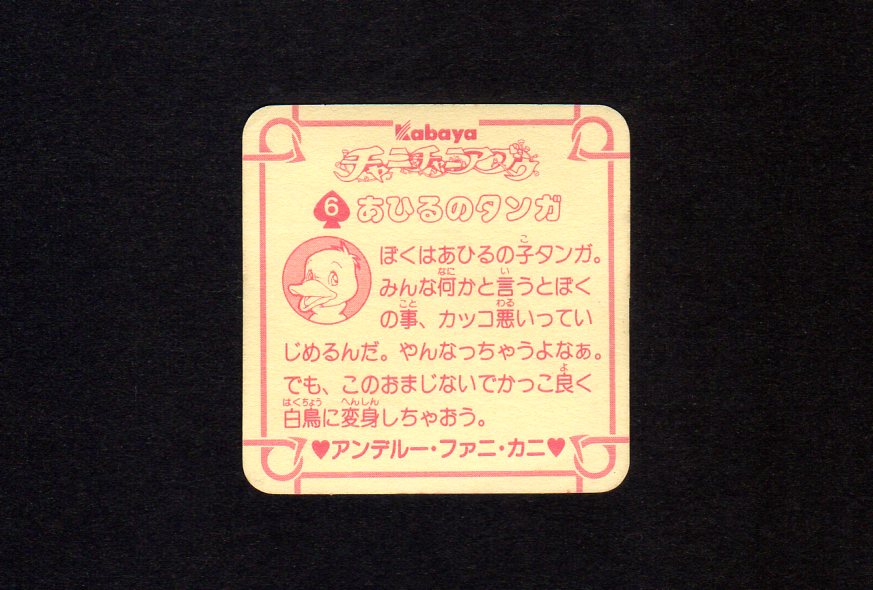 Kabaya
チャニチャニアマン
6 あひるのタンガ
ぼくはあひるの子タンガ。
みんな何かと言うとぼく
の事、カッコ悪いってい
じめるんだ。やんなっちゃうよなぁ。
でも、このおまじないでかっこ良く
白鳥に変身しちゃおう。
♥アンデルー・ファニ・カニ♥